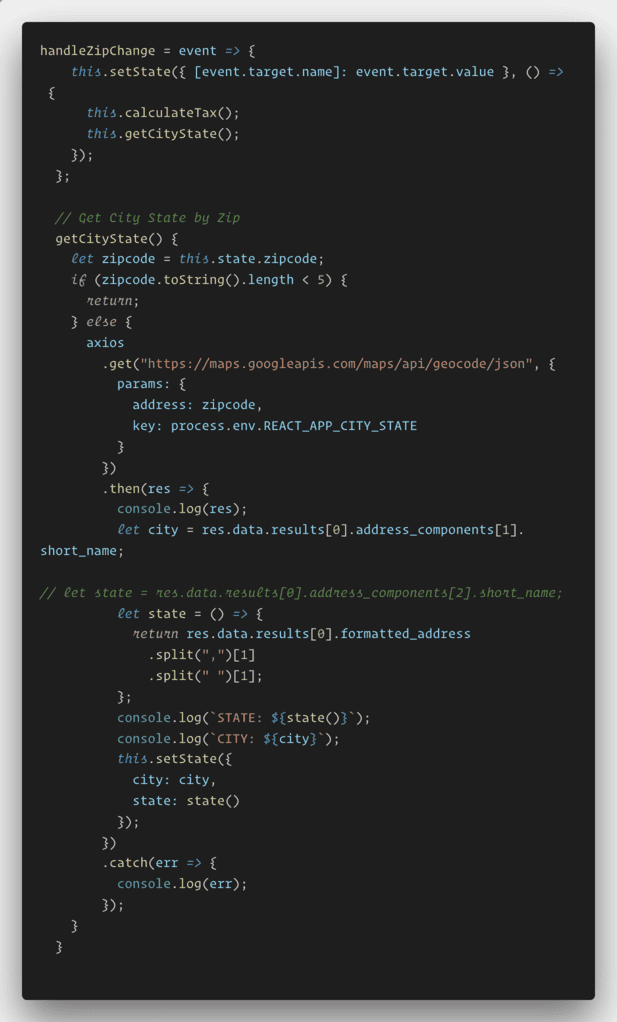 handleZipChange = event => {
    this.setState({ [event.target.name]: event.target.value }, () =>
 {
      this.calculateTax();
      this.getCityState();
    });
  };

  // Get City State by Zip
  getCityState() {
    let zipcode = this.state.zipcode;
    if (zipcode.toString().length < 5) {
      return;
    } else {
      axios
        .get("https://maps.googleapis.com/maps/api/geocode/json", {
          params: {
            address: zipcode,
            key: process.env.REACT_APP_CITY_STATE
          }
        })
        .then(res => {
          console.log(res);
          let city = res.data.results[0].address_components[1].
short_name;

// let state = res.data.results[0].address_components[2].short_name;
          let state = () => {
            return res.data.results[0].formatted_address
              .split(",")[1]
              .split(" ")[1];
          };
          console.log(`STATE: ${state()}`);
          console.log(`CITY: ${city}`);
          this.setState({
            city: city,
            state: state()
          });
        })
        .catch(err => {
          console.log(err);
        });
    }
  }